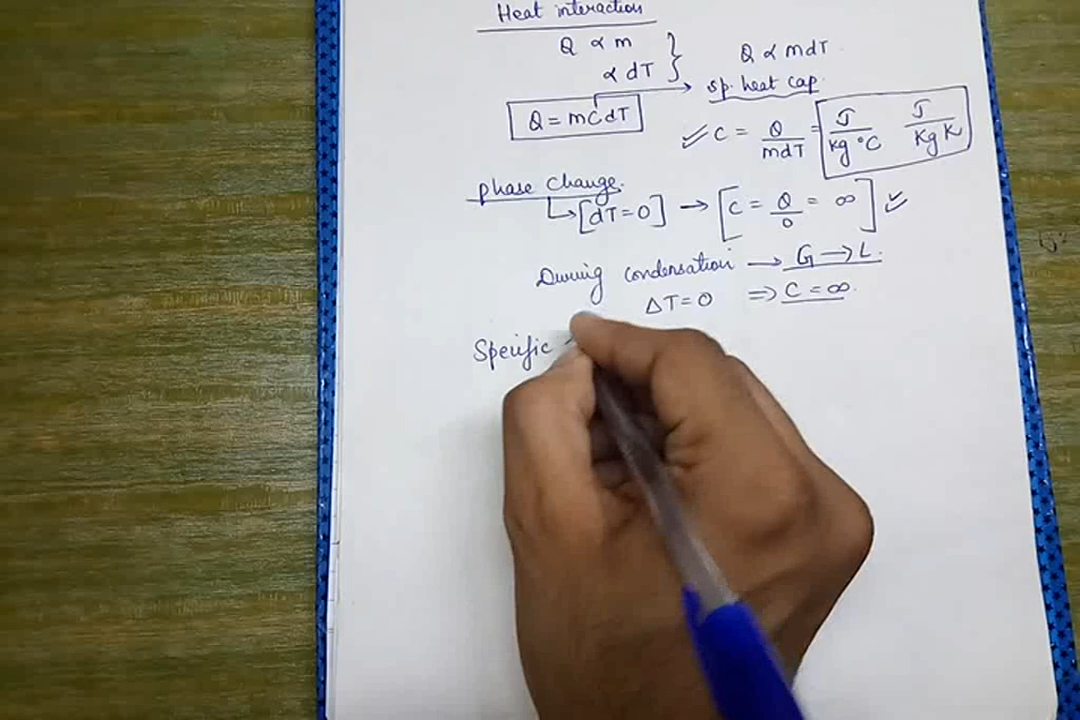 Heat interaction
Q ∝ m
∝ dT } Q ∝ mdT
sp. heat cap.
Q = mCdT
C = Q/mdT = J/kg °C J/Kg K
phase change.
[dT = 0] → [C = Q/0 = ∞]
During condensation → G → L.
ΔT = 0 ⇒ C = ∞.
Specific